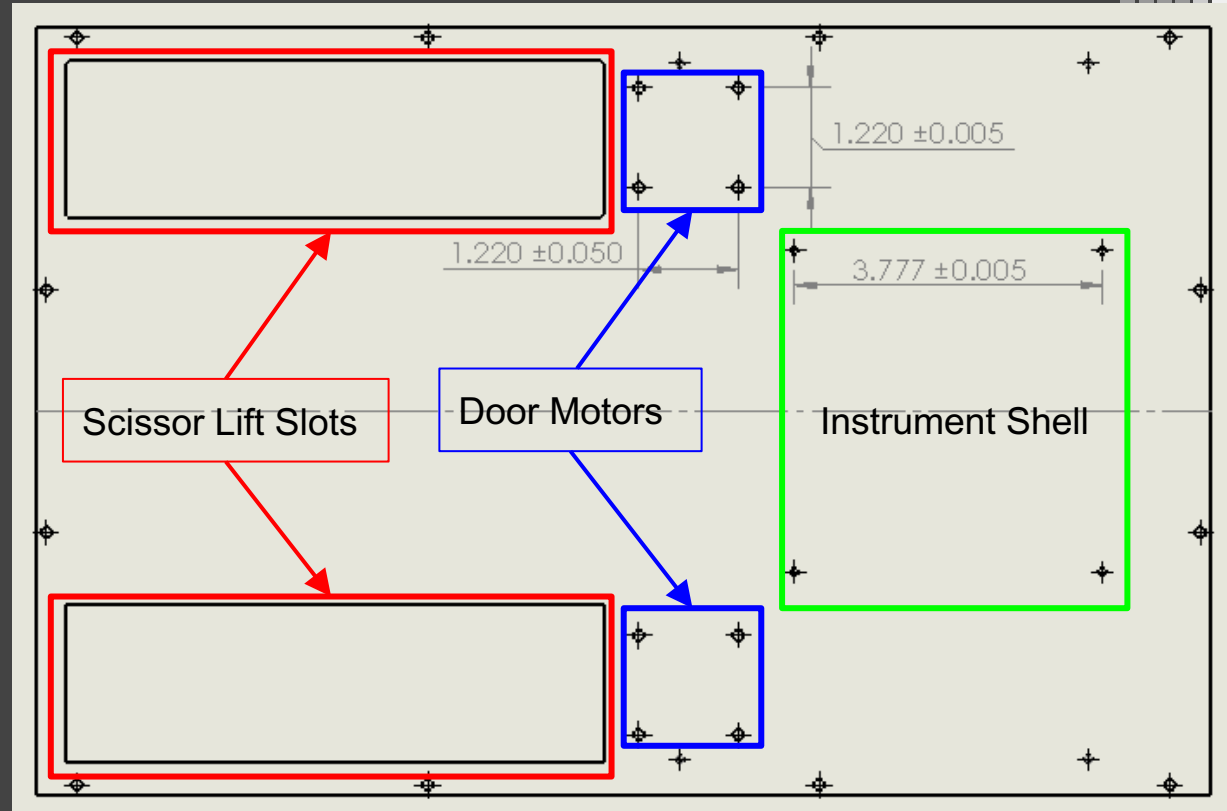 1.220 ±0.005
1.220 ±0.050
3.777 ±0.005
Scissor Lift Slots
Door Motors
Instrument Shell